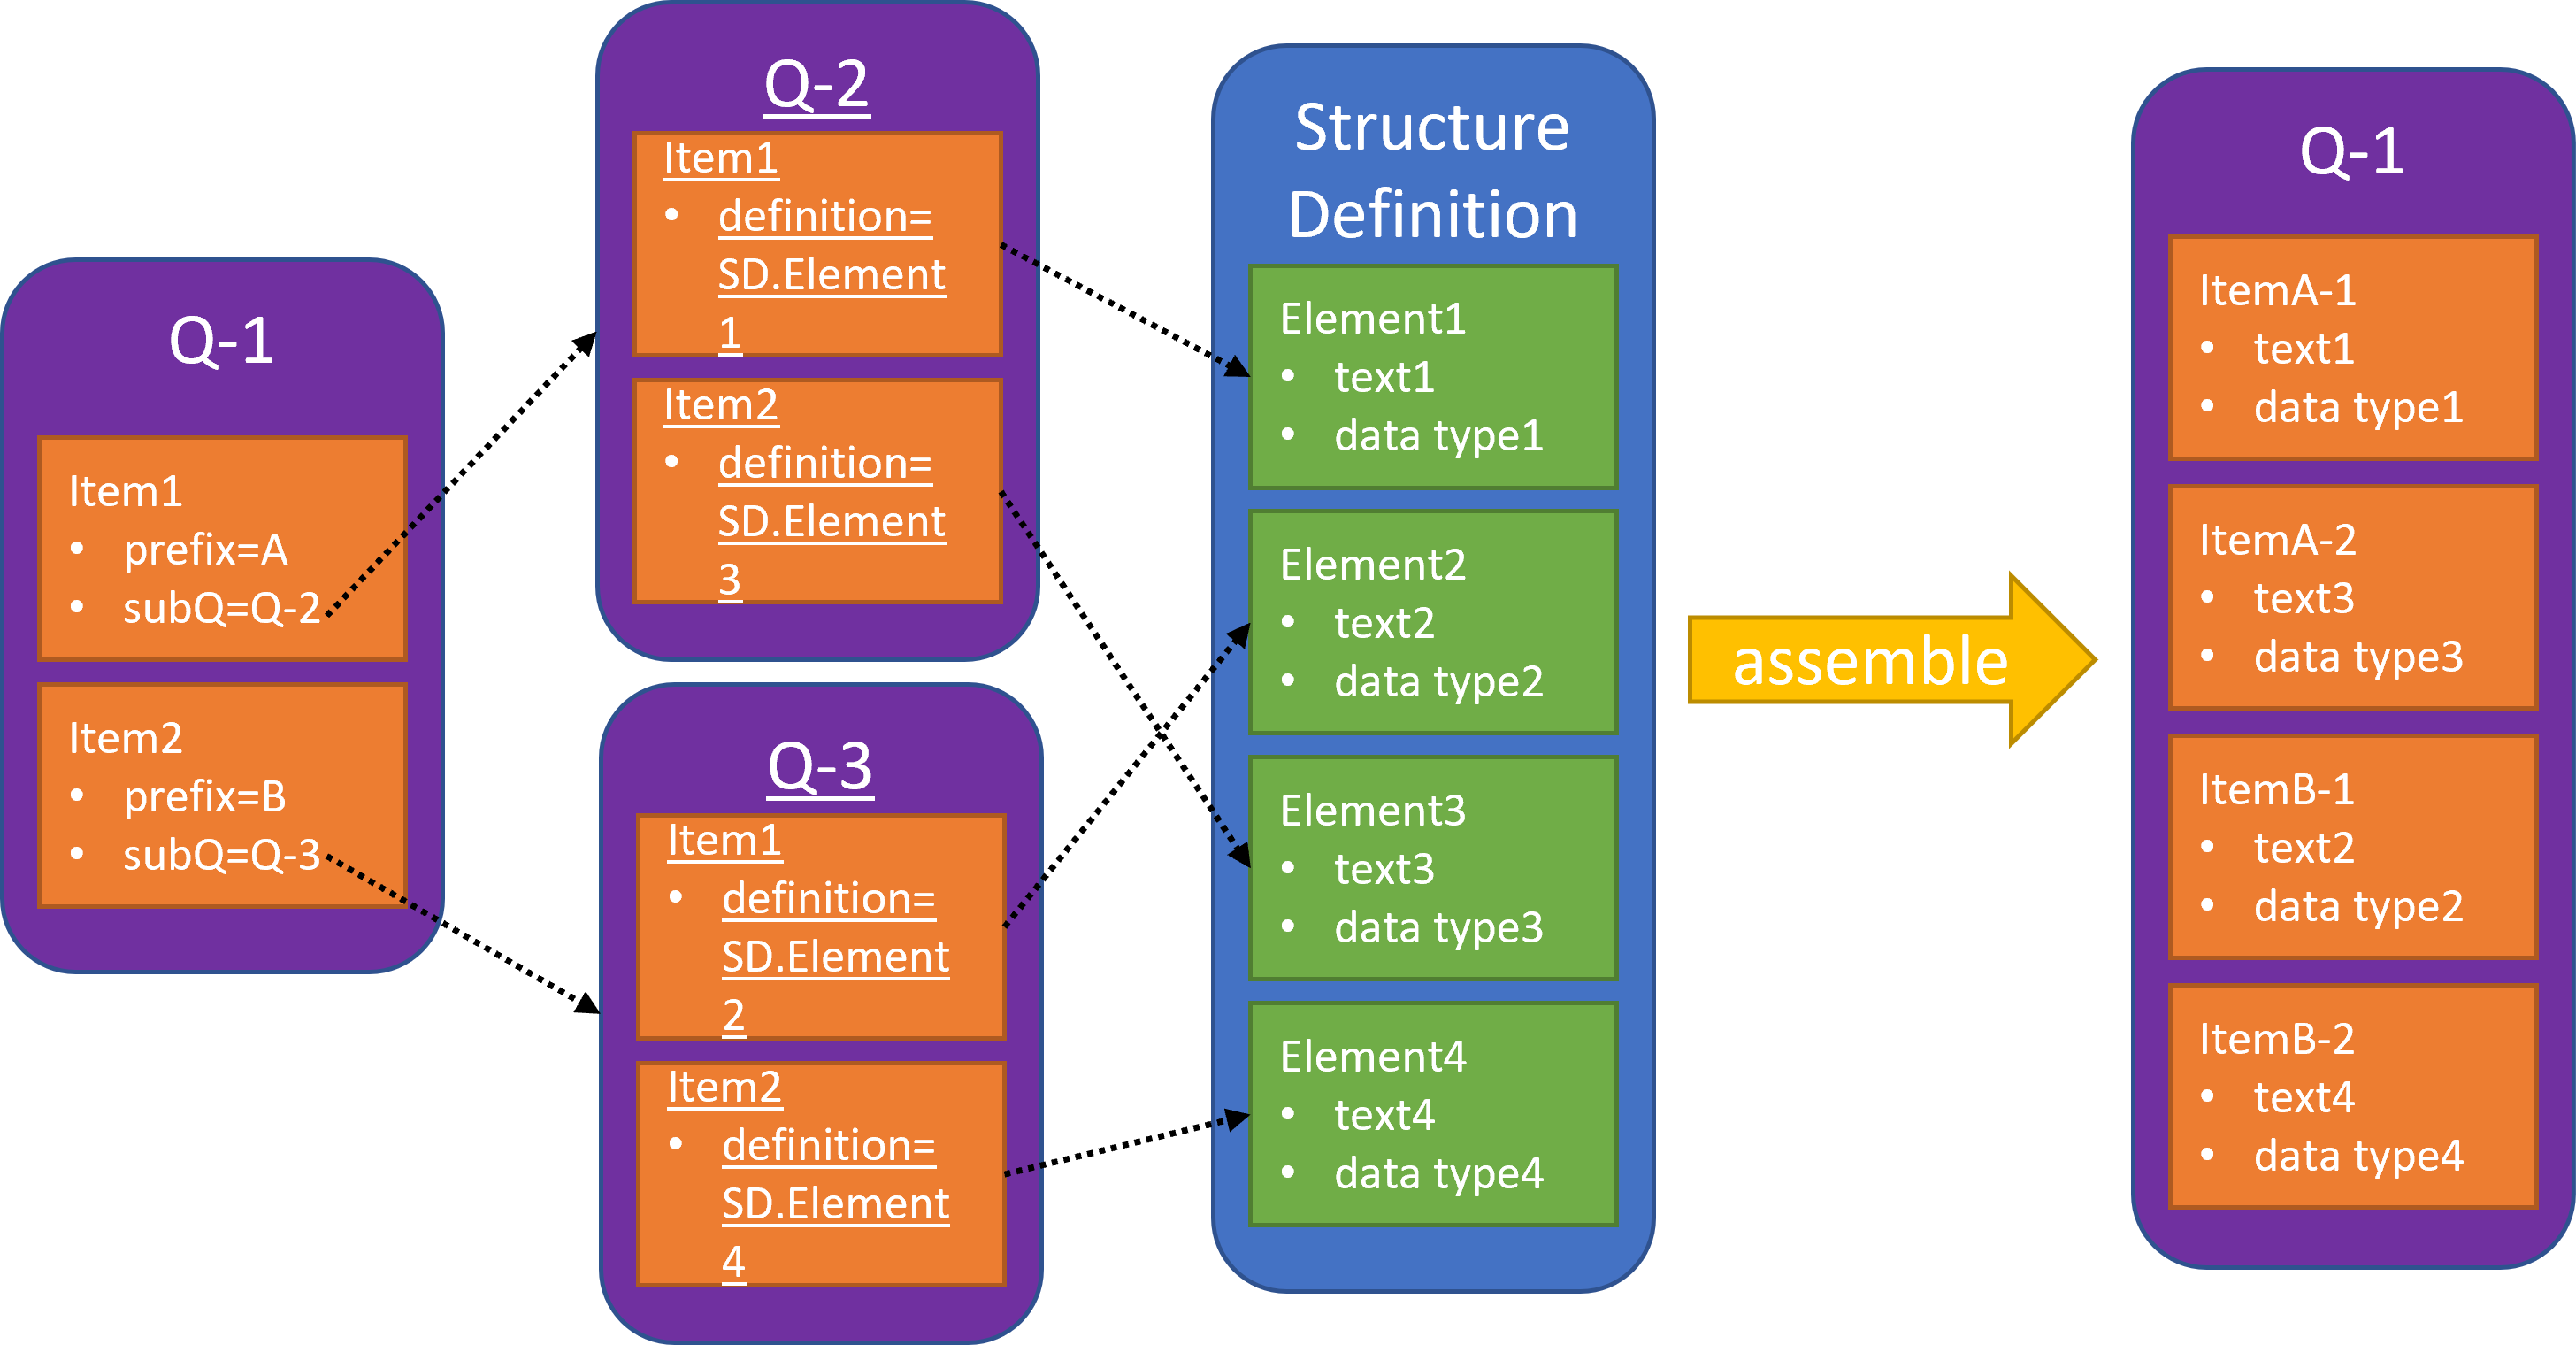 Q-1
Item1
• prefix=A
• subQ=Q-2
Item2
• prefix=B
• subQ=Q-3
Q-2
Item1
• definition=
SD.Element
1
Item2
• definition=
SD.Element
3
Q-3
Item1
• definition=
SD.Element
2
Item2
• definition=
SD.Element
4
Structure
Definition
Element1
• text1
• data type1
Element2
• text2
• data type2
Element3
• text3
• data type3
Element4
• text4
• data type4
assemble
Q-1
ItemA-1
• text1
• data type1
ItemA-2
• text3
• data type3
ItemB-1
• text2
• data type2
ItemB-2
• text4
• data type4